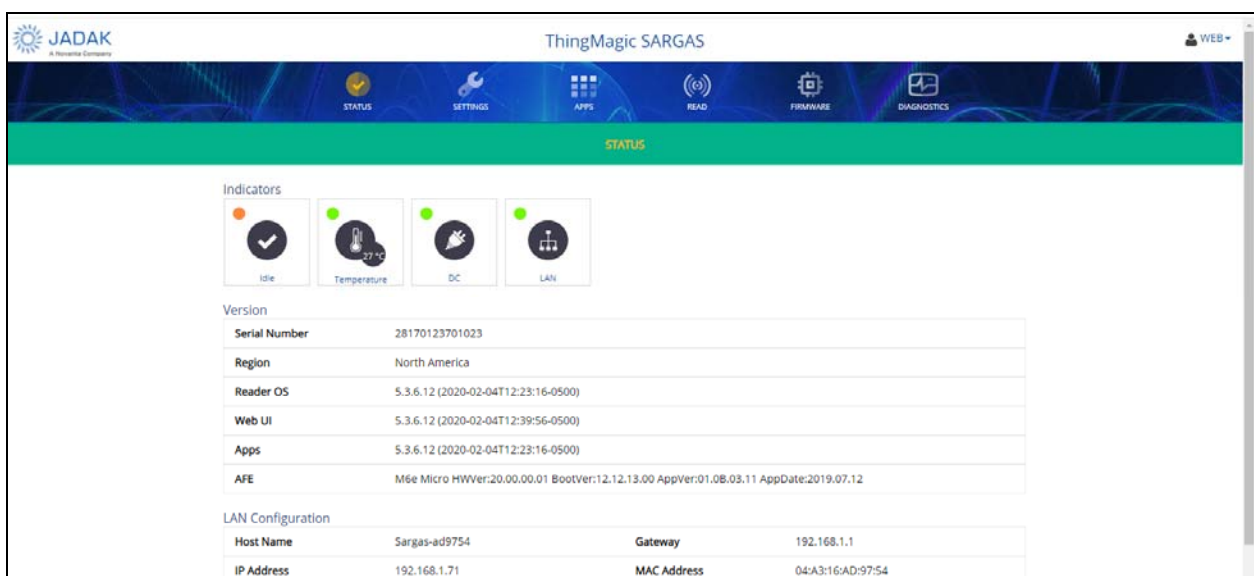 JADAK
A Novanta Company
ThingMagic SARGAS
WEB
STATUS
SETTINGS
APPS
READ
FIRMWARE
DIAGNOSTICS
STATUS
Indicators
27 °C
Idle
Temperature
DC
LAN
Version
Serial Number 28170123701023
Region North America
Reader OS 5.3.6.12 (2020-02-04T12:23:16-0500)
Web UI 5.3.6.12 (2020-02-04T12:39:56-0500)
Apps 5.3.6.12 (2020-02-04T12:23:16-0500)
AFE M6e Micro HWVer:20.00.00.01 BootVer:12.12.13.00 AppVer:01.0B.03.11 AppDate:2019.07.12
LAN Configuration
Host Name Sargas-ad9754 Gateway 192.168.1.1
IP Address 192.168.1.71 MAC Address 04:A3:16:AD:97:54